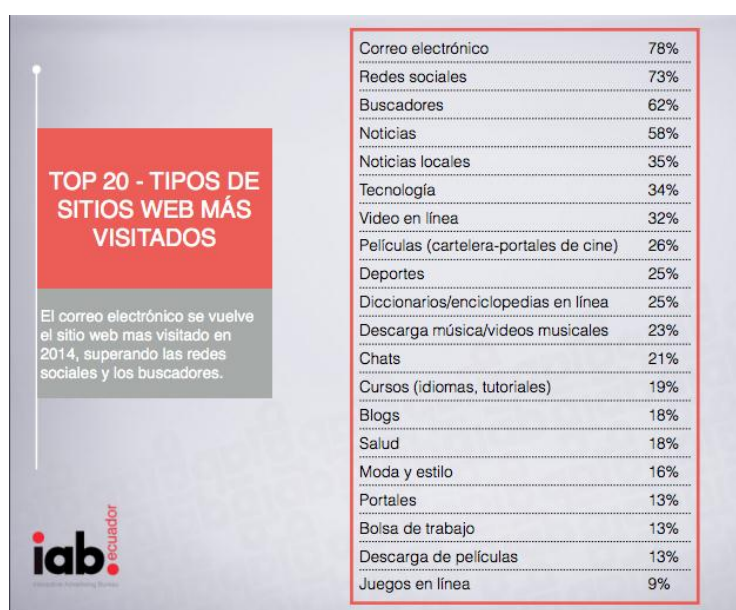 TOP 20 - TIPOS DE
SITIOS WEB MÁS
VISITADOS
El correo electrónico se vuelve
el sitio web mas visitado en
2014, superando las redes
sociales y los buscadores.
Correo electrónico 78%
Redes sociales 73%
Buscadores 62%
Noticias 58%
Noticias locales 35%
Tecnología 34%
Video en línea 32%
Películas (cartelera-portales de cine) 26%
Deportes 25%
Diccionarios/enciclopedias en línea 25%
Descarga música/videos musicales 23%
Chats 21%
Cursos (idiomas, tutoriales) 19%
Blogs 18%
Salud 18%
Moda y estilo 16%
Portales 13%
Bolsa de trabajo 13%
Descarga de películas 13%
Juegos en línea 9%
iab.
ecuador